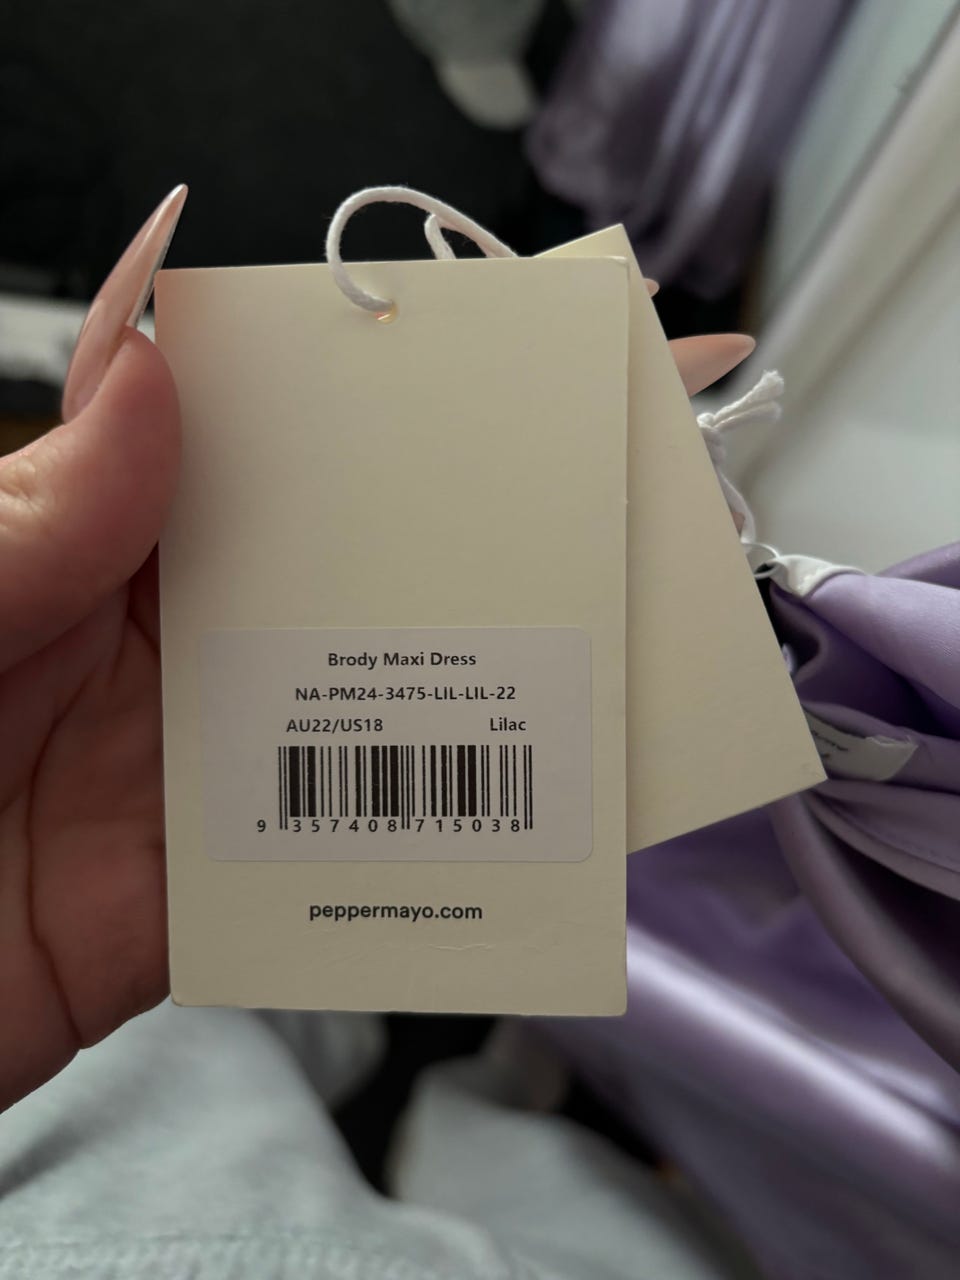 Brody Maxi Dress
NA-PM24-3475-LIL-LIL-22
AU22/US18 Lilac
9 357408 715038
peppermayo.com